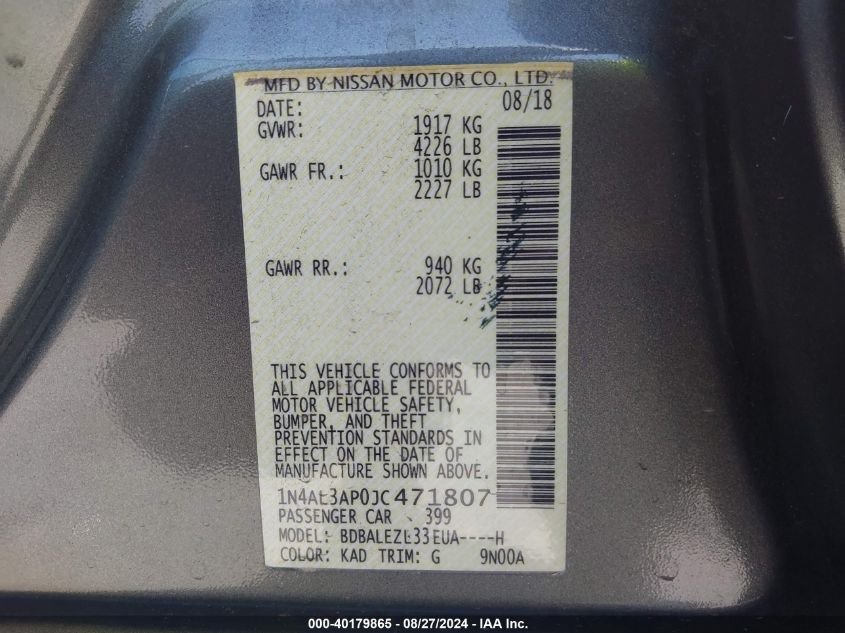 MFD BY NISSAN MOTOR CO., LTD.
DATE: 08/18
GVWR: 1917 KG
4226 LB
GAWR FR.: 1010 KG
2227 LB
GAWR RR.: 940 KG
2072 LB
THIS VEHICLE CONFORMS TO
ALL APPLICABLE FEDERAL
MOTOR VEHICLE SAFETY,
BUMPER, AND THEFT
PREVENTION STANDARDS IN
EFFECT ON THE DATE OF
MANUFACTURE SHOWN ABOVE.
1N4AL3AP0JC471807
PASSENGER CAR 399
MODEL: BDBALEZL33EUA----H
COLOR: KAD TRIM: G 9N00A
000-40179865 - 08/27/2024 - IAA Inc.